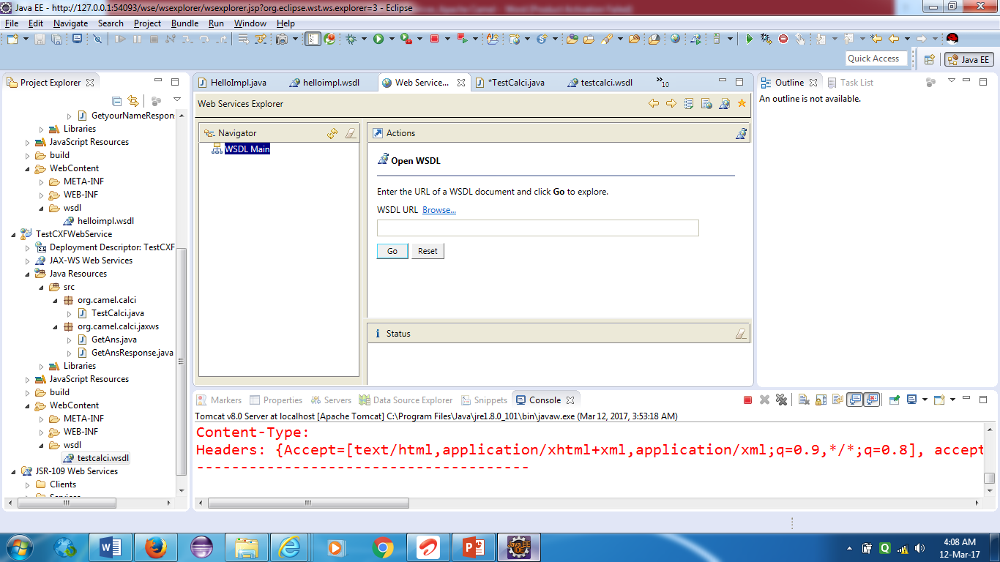 Java EE - http://127.0.0.1:54093/wse/wsexplorer/wsexplorer.jsp?org.eclipse.wst.ws.explorer=3 - Eclipse
File Edit Navigate Search Project Bundle Run Window Help
Quick Access
Java EE
Project Explorer
GetyourNameRespon
Libraries
JavaScript Resources
build
WebContent
META-INF
WEB-INF
wsdl
helloimpl.wsdl
TestCXFWebService
Deployment Descriptor: TestCXF
JAX-WS Web Services
Java Resources
src
org.camel.calci
TestCalci.java
org.camel.calci.jaxws
GetAns.java
GetAnsResponse.java
Libraries
JavaScript Resources
build
WebContent
META-INF
WEB-INF
wsdl
testcalci.wsdl
JSR-109 Web Services
Clients
HelloImpl.java helloimpl.wsdl Web Service... *TestCalci.java testcalci.wsdl »10
Web Services Explorer
Navigator
WSDL Main
Actions
Open WSDL
Enter the URL of a WSDL document and click Go to explore.
WSDL URL Browse...
Go Reset
Status
Outline Task List
An outline is not available.
Markers Properties Servers Data Source Explorer Snippets Console
Tomcat v8.0 Server at localhost [Apache Tomcat] C:\Program Files\Java\jre1.8.0_101\bin\javaw.exe (Mar 12, 2017, 3:53:18 AM)
Content-Type:
Headers: {Accept=[text/html,application/xhtml+xml,application/xml;q=0.9,*/*;q=0.8], accept
--------------------------------------
Java EE
IDE
4:08 AM
12-Mar-17